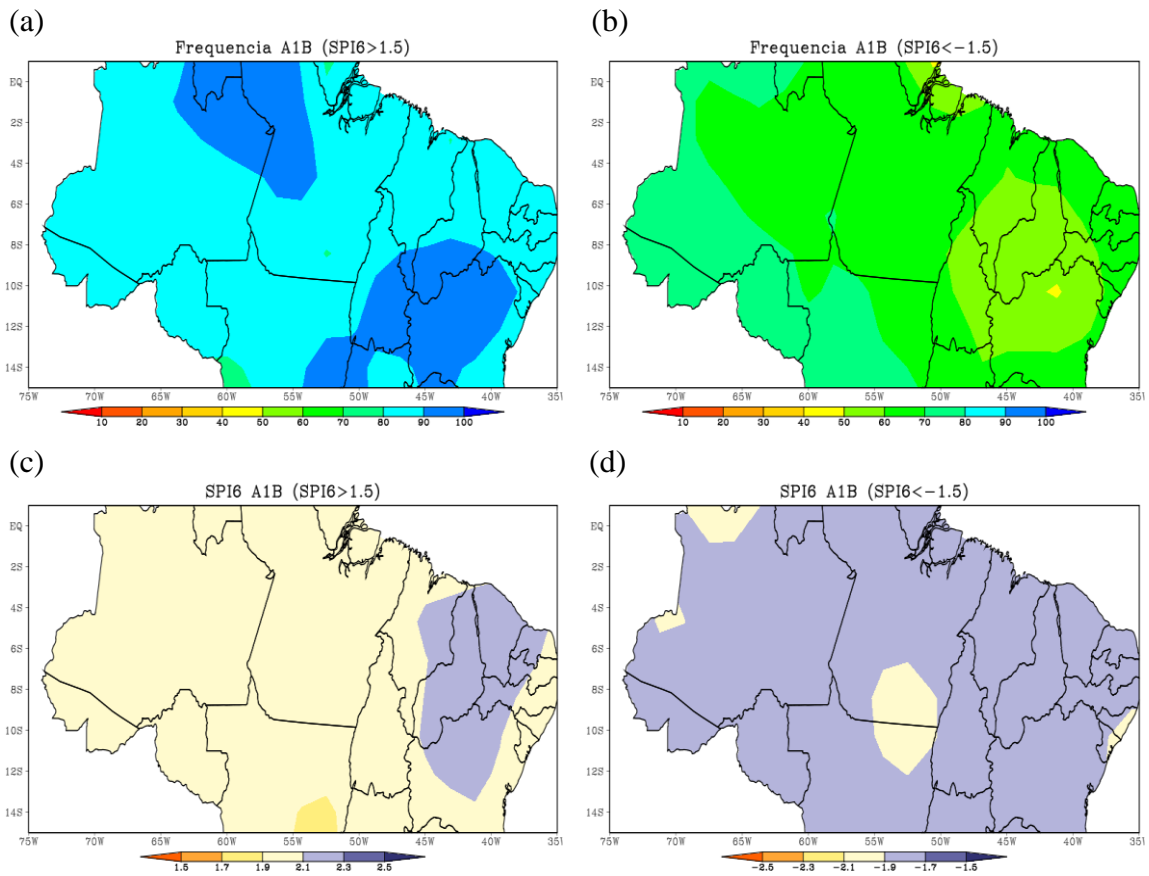 (a)
(b)
Frequencia A1B (SPI6>1.5)
Frequencia A1B (SPI6<-1.5)
EQ
2S
4S
6S
8S
10S
12S
14S
75W 70W 65W 60W 55W 50W 45W 40W 351
10 20 30 40 50 60 70 80 90 100
EQ
2S
4S
6S
8S
10S
12S
14S
75W 70W 65W 60W 55W 50W 45W 40W 351
10 20 30 40 50 60 70 80 90 100
(c)
(d)
SPI6 A1B (SPI6>1.5)
SPI6 A1B (SPI6<-1.5)
EQ
2S
4S
6S
8S
10S
12S
14S
75W 70W 65W 60W 55W 50W 45W 40W 351
1.5 1.7 1.9 2.1 2.3 2.5
EQ
2S
4S
6S
8S
10S
12S
14S
75W 70W 65W 60W 55W 50W 45W 40W 351
-2.5 -2.3 -2.1 -1.9 -1.7 -1.5